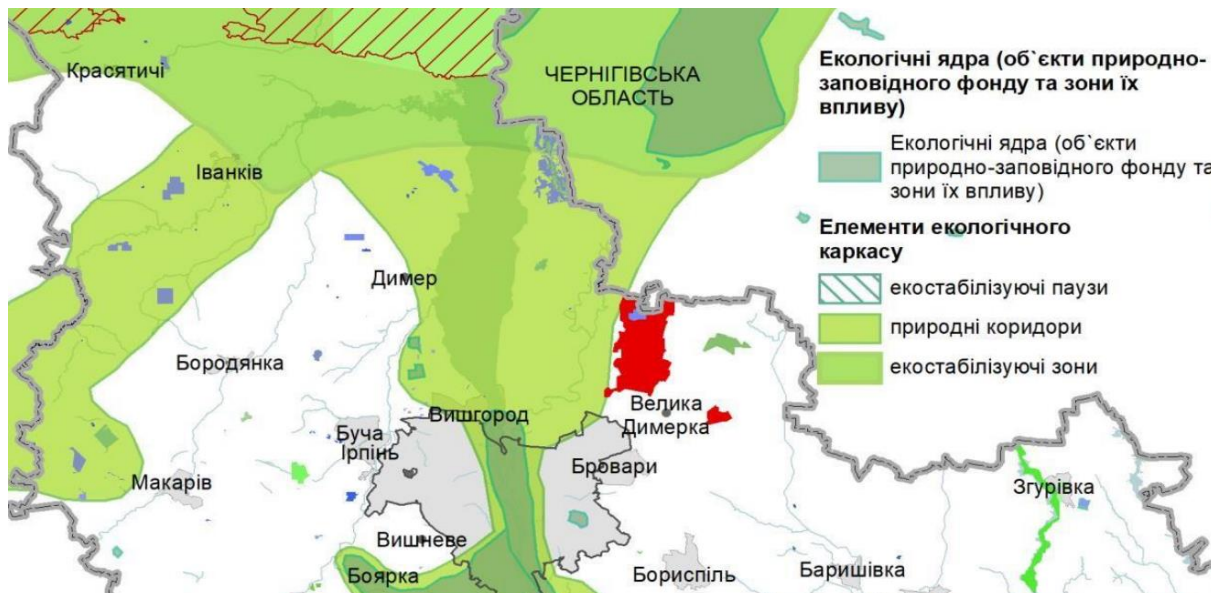 Красятичі
ЧЕРНІГІВСЬКА
ОБЛАСТЬ
Іванків
Димер
Бородянка
Вишгород
Велика
Димерка
Буча
Ірпінь
Бровари
Макарів
Згурівка
Вишневе
Боярка
Бориспіль
Баришівка
Екологічні ядра (об`єкти природно-
заповідного фонду та зони їх
впливу)
Екологічні ядра (об`єкти
природно-заповідного фонду та
зони їх впливу)
Елементи екологічного
каркасу
екостабілізуючі паузи
природні коридори
екостабілізуючі зони